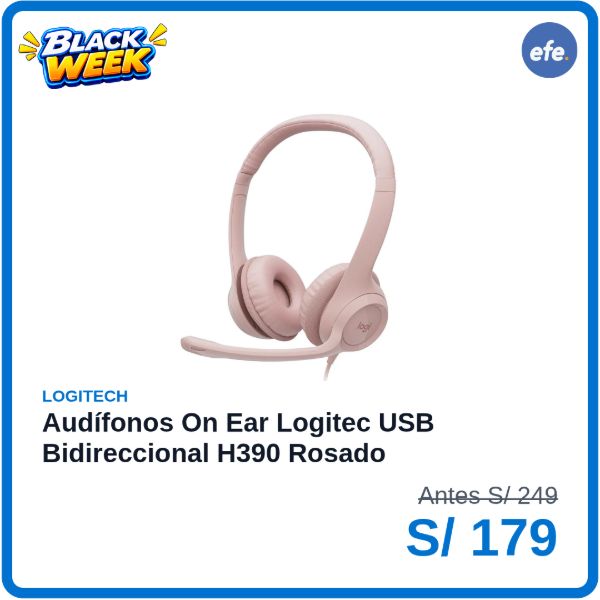 BLACK
WEEK
efe.
logi
LOGITECH
Audífonos On Ear Logitec USB
Bidireccional H390 Rosado
Antes S/ 249
S/ 179